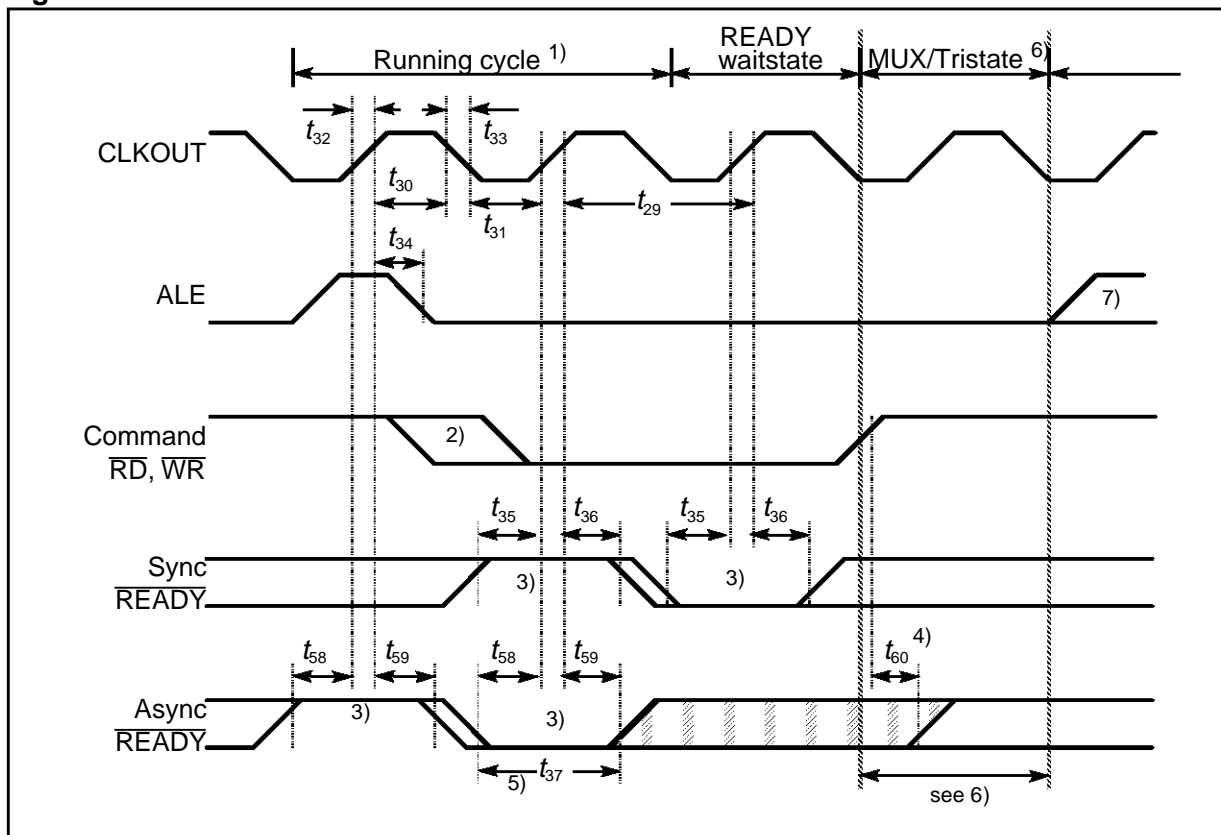 READY
Running cycle 1) waitstate MUX/Tristate 6)
t32 t33
CLKOUT
t30
t31 t29
t34
ALE 7)
Command 2)
RD, WR
t35 t36 t35 t36
Sync 3) 3)
READY
4)
t58 t59 t58 t59 t60
Async 3) 3)
READY
5) t37
see 6)